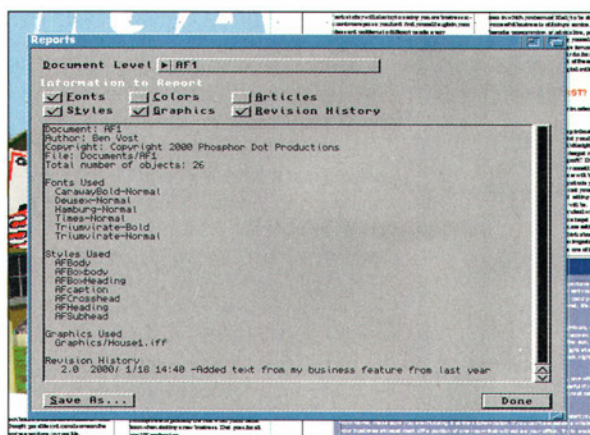 Reports
Document Level AF1
Information to Report
Fonts Colors Articles
Styles Graphics Revision History
Document: AF1
Author: Ben Vost
Copyright: Copyright 2000 Phosphor Dot Productions
File: Documents/AF1
Total number of objects: 26
Fonts Used
CarawayBold-Normal
Deusex-Normal
Hamburg-Normal
Times-Normal
Triumvirate-Bold
Triumvirate-Normal
Styles Used
AFBody
AFBoxbody
AFBoxHeading
AFcaption
AFCrosshead
AFHeading
AFSubhead
Graphics Used
Graphics/House1.iff
Revision History
2.0 2000/ 1/18 14:40 -Added text from my business feature from last year
Save As... Done